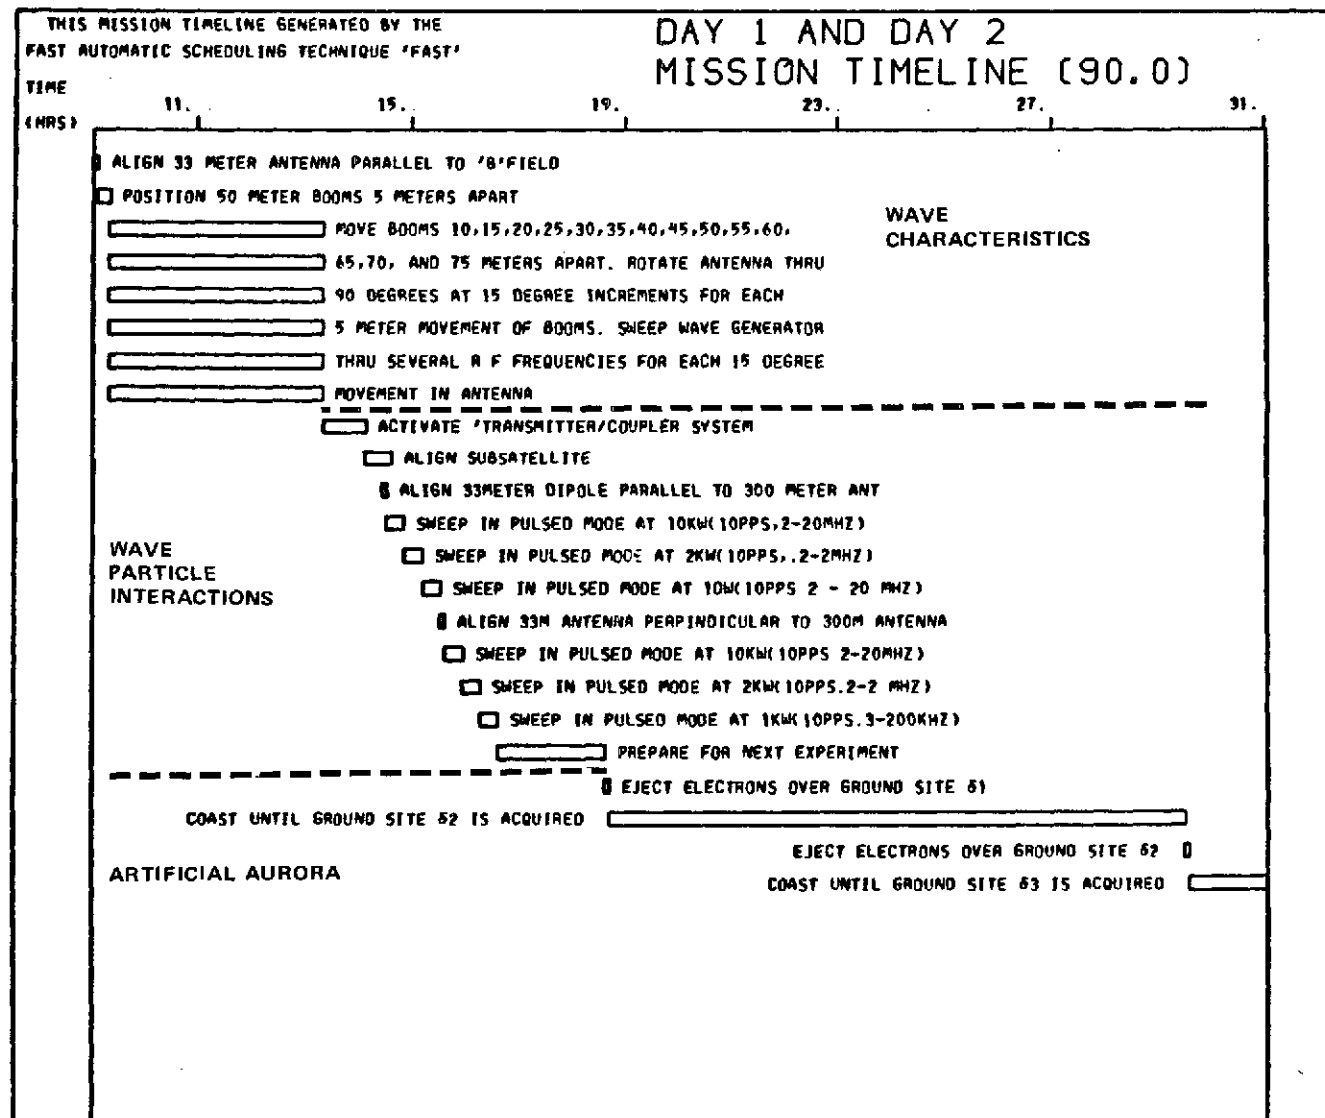 THIS MISSION TIMELINE GENERATED BY THE
FAST AUTOMATIC SCHEDULING TECHNIQUE 'FAST'
DAY 1 AND DAY 2
MISSION TIMELINE (90.0)
TIME
(HRS)
11. 15. 19. 23. 27. 31.
ALIGN 33 METER ANTENNA PARALLEL TO 'B'FIELD
POSITION 50 METER BOOMS 5 METERS APART
WAVE
CHARACTERISTICS
MOVE BOOMS 10,15,20,25,30,35,40,45,50,55,60,
65,70, AND 75 METERS APART. ROTATE ANTENNA THRU
90 DEGREES AT 15 DEGREE INCREMENTS FOR EACH
5 METER MOVEMENT OF BOOMS. SWEEP WAVE GENERATOR
THRU SEVERAL R F FREQUENCIES FOR EACH 15 DEGREE
MOVEMENT IN ANTENNA
ACTIVATE 'TRANSMITTER/COUPLER SYSTEM
ALIGN SUBSATELLITE
ALIGN 33METER DIPOLE PARALLEL TO 300 METER ANT
SWEEP IN PULSED MODE AT 10KW(10PPS,2-20MHZ)
WAVE
PARTICLE
INTERACTIONS
SWEEP IN PULSED MODE AT 2KW(10PPS,.2-2MHZ)
SWEEP IN PULSED MODE AT 10W(10PPS 2 - 20 MHZ)
ALIGN 33M ANTENNA PERPINDICULAR TO 300M ANTENNA
SWEEP IN PULSED MODE AT 10KW(10PPS 2-20MHZ)
SWEEP IN PULSED MODE AT 2KW(10PPS.2-2 MHZ)
SWEEP IN PULSED MODE AT 1KW(10PPS.3-200KHZ)
PREPARE FOR NEXT EXPERIMENT
EJECT ELECTRONS OVER GROUND SITE &1
COAST UNTIL GROUND SITE &2 IS ACQUIRED
EJECT ELECTRONS OVER GROUND SITE &2
ARTIFICIAL AURORA
COAST UNTIL GROUND SITE &3 IS ACQUIRED